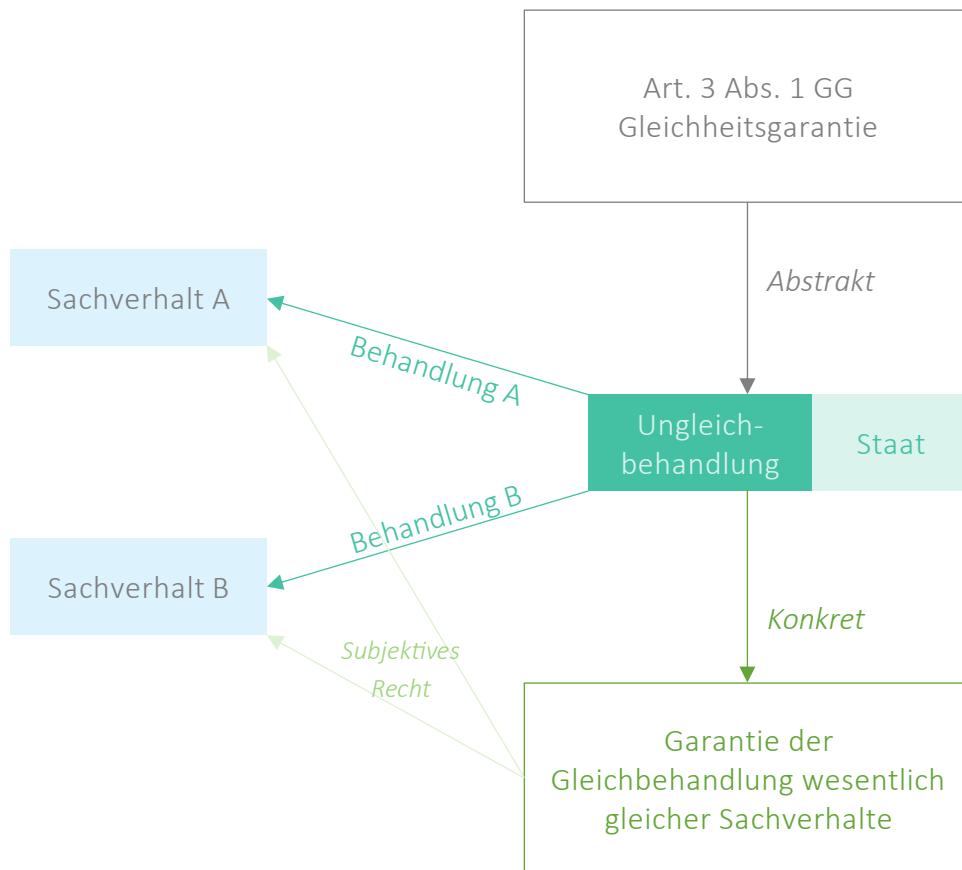 Art. 3 Abs. 1 GG
Gleichheitsgarantie
Abstrakt
Sachverhalt A
Behandlung A
Ungleich-
behandlung
Staat
Behandlung B
Sachverhalt B
Konkret
Subjektives
Recht
Garantie der
Gleichbehandlung wesentlich
gleicher Sachverhalte